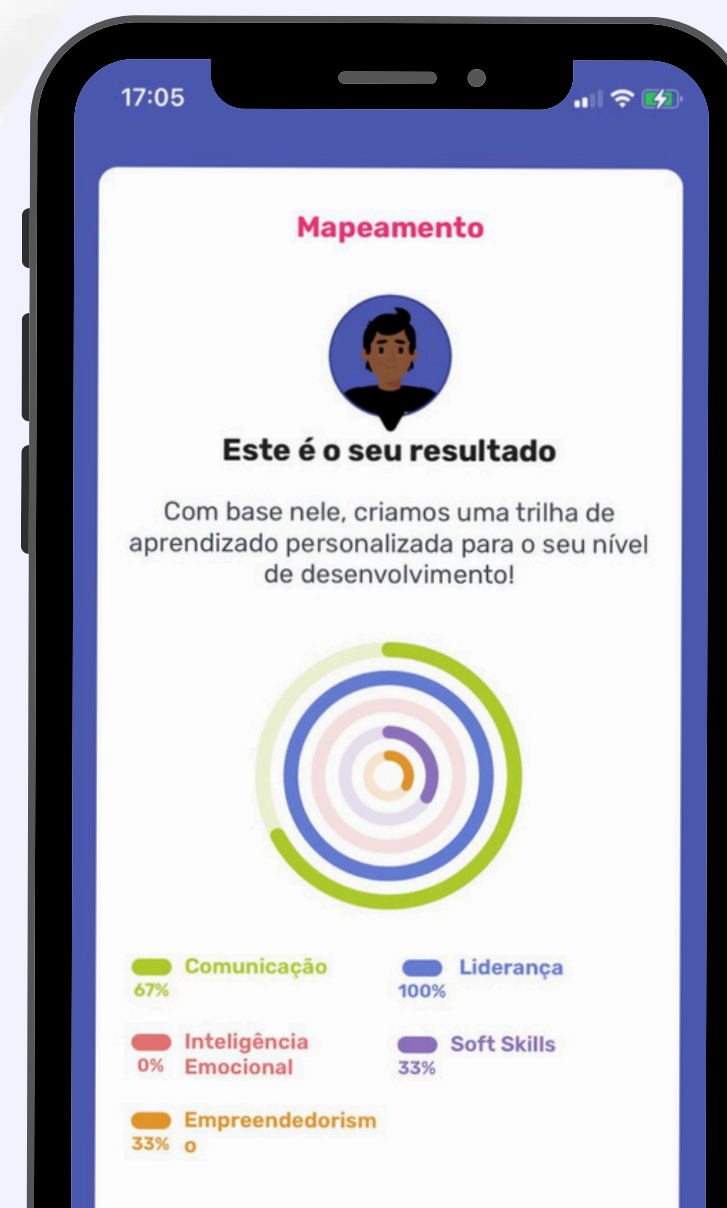 17:05
Mapeamento
Este é o seu resultado
Com base nele, criamos uma trilha de
aprendizado personalizada para o seu nível
de desenvolvimento!
Comunicação
67%
Liderança
100%
Inteligência
0% Emocional
Soft Skills
33%
Empreendedorism
33% o